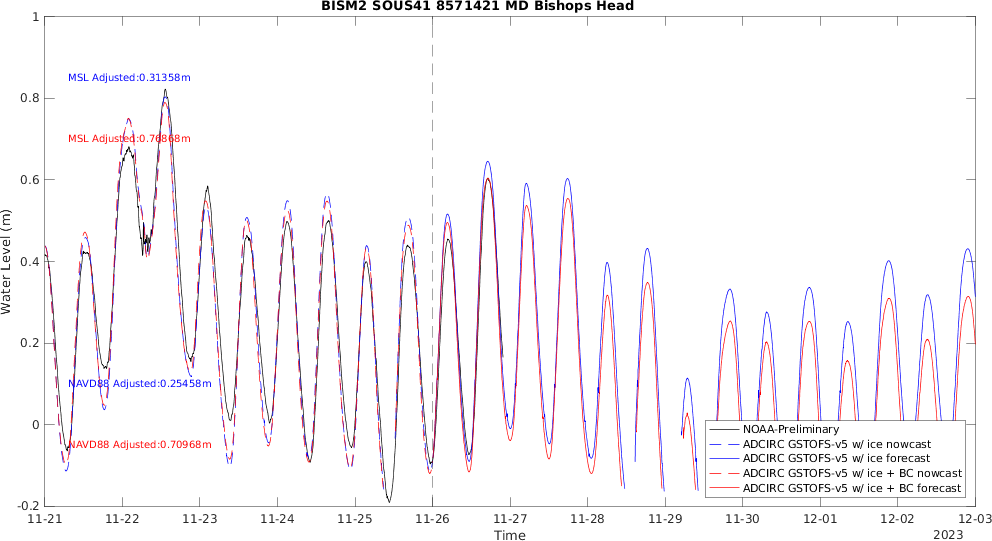 BISM2 SOUS41 8571421 MD Bishops Head
1
MSL Adjusted:0.31358m
0.8
MSL Adjusted:0.76868m
0.6
Water Level (m)
0.4
0.2
NAVD88 Adjusted:0.25458m
0
NAVD88 Adjusted:0.70968m
NOAA-Preliminary
ADCIRC GSTOFS-v5 w/ ice nowcast
ADCIRC GSTOFS-v5 w/ ice forecast
ADCIRC GSTOFS-v5 w/ ice + BC nowcast
ADCIRC GSTOFS-v5 w/ ice + BC forecast
-0.2
11-21 11-22 11-23 11-24 11-25 11-26 11-27 11-28 11-29 11-30 12-01 12-02 12-03
Time
2023